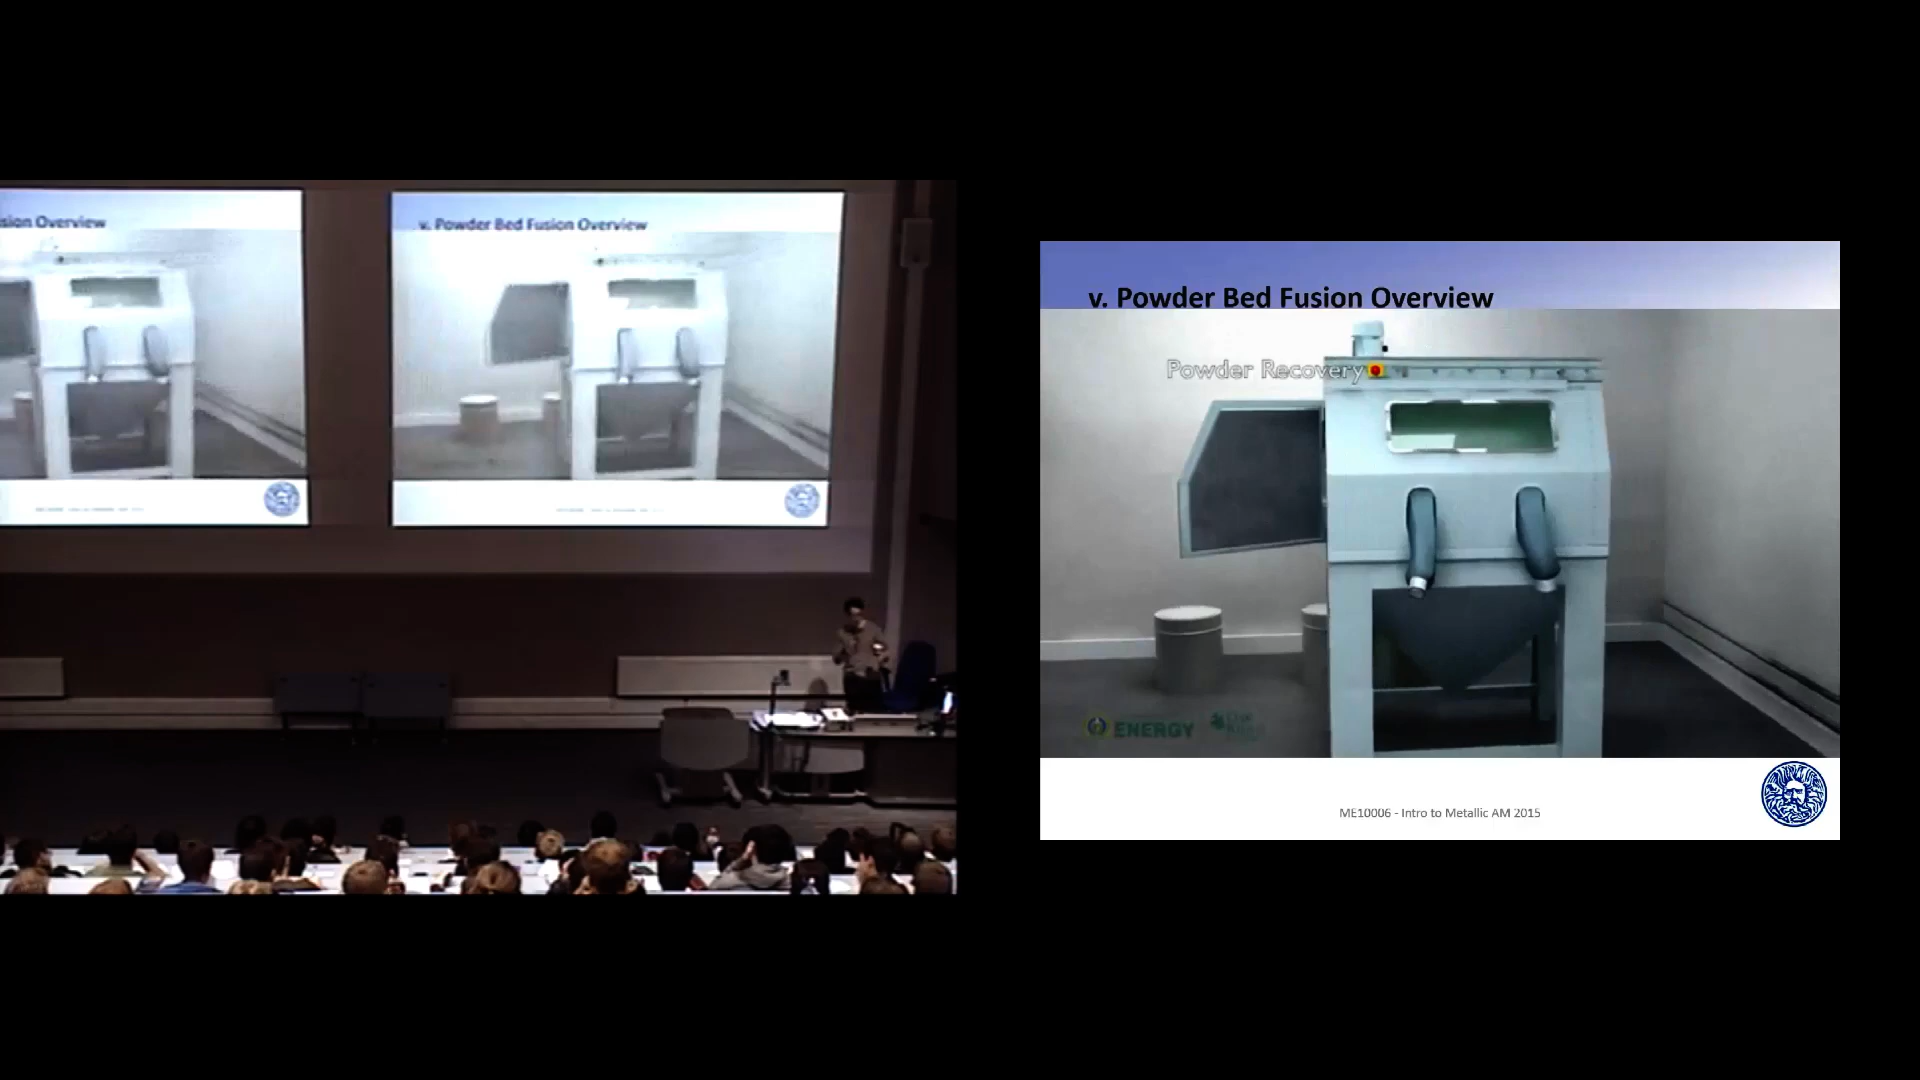 sion Overview
v. Powder Bed Fusion Overview
v. Powder Bed Fusion Overview
Powder Recovery
ENERGY
ME10006 - Intro to Metallic AM 2015